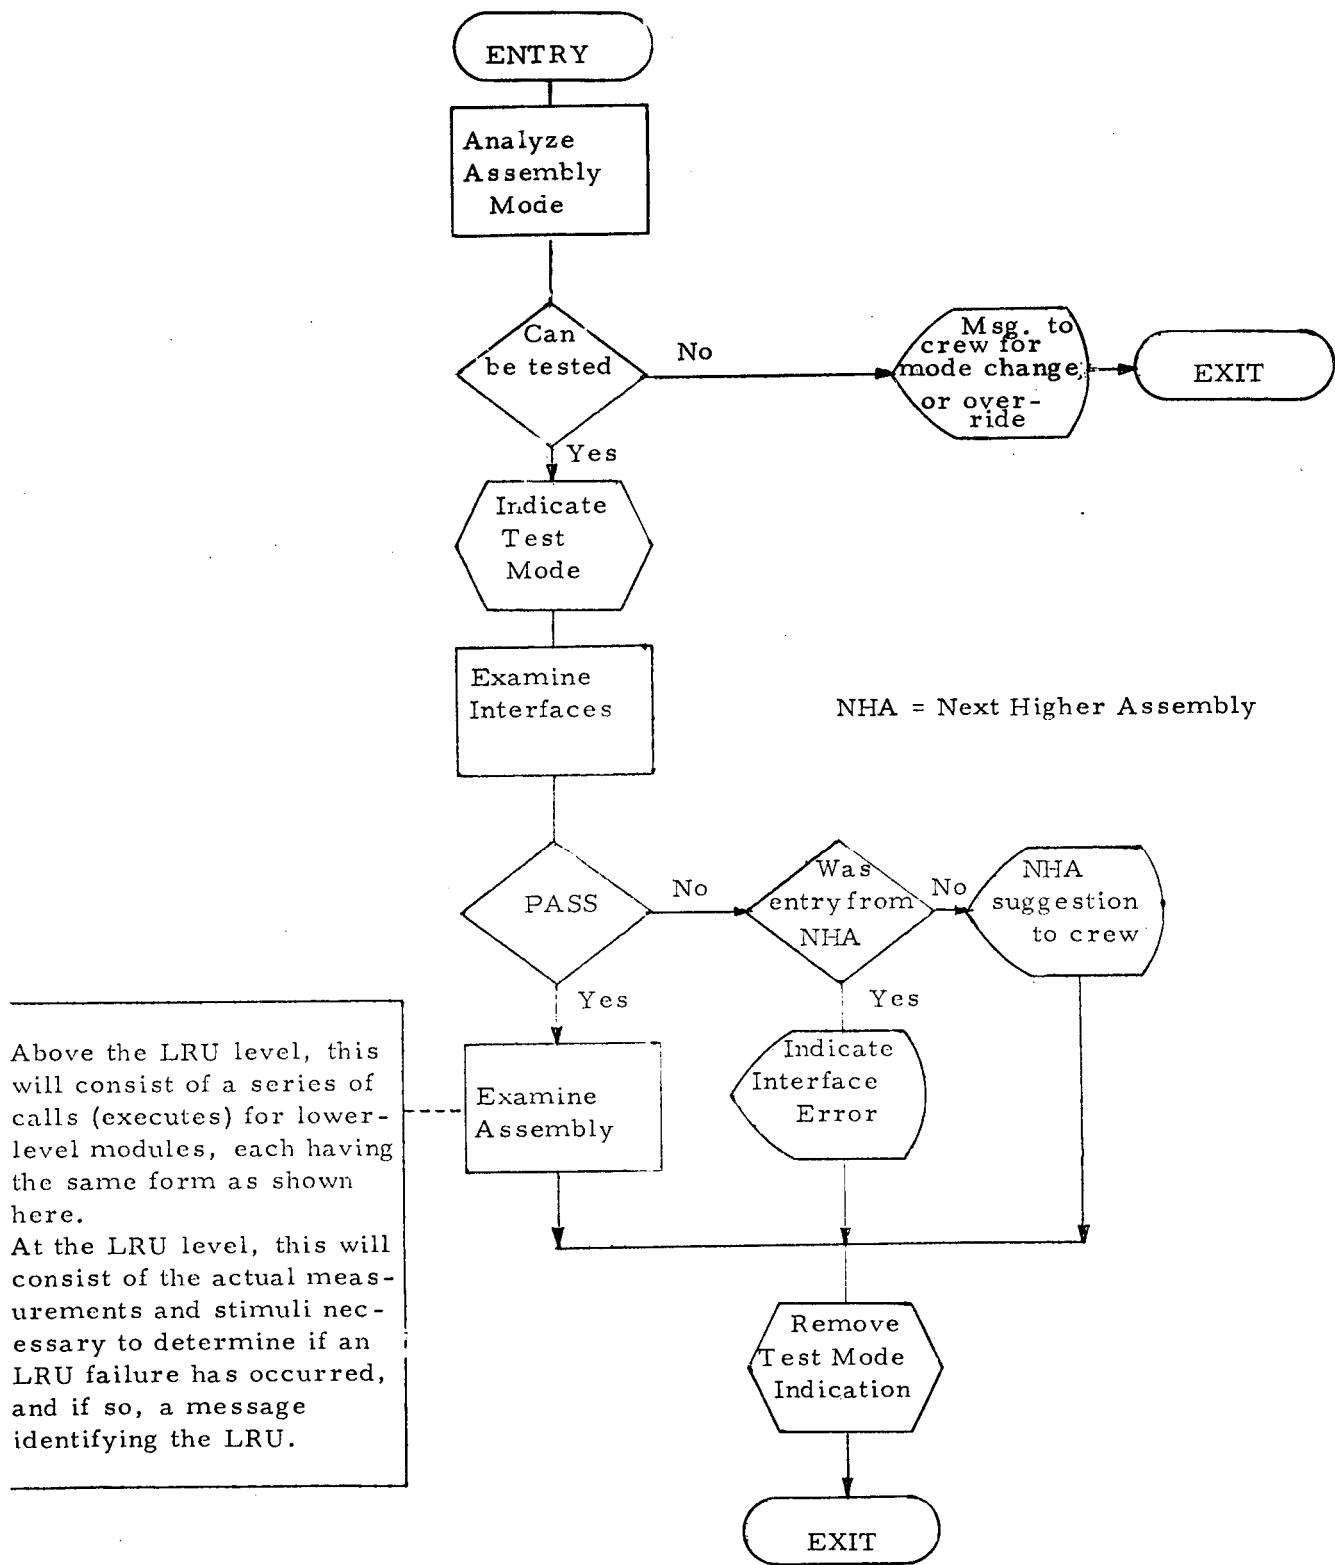 ENTRY
Analyze
Assembly
Mode
Can
be tested
No
Msg. to
crew for
mode change,
or over-
ride
EXIT
Yes
Indicate
Test
Mode
Examine
Interfaces
NHA = Next Higher Assembly
PASS
No
Was
entry from
NHA
No
NHA
suggestion
to crew
Yes
Yes
Above the LRU level, this
will consist of a series of
calls (executes) for lower-
level modules, each having
the same form as shown
here.
At the LRU level, this will
consist of the actual meas-
urements and stimuli nec-
essary to determine if an
LRU failure has occurred,
and if so, a message
identifying the LRU.
Examine
Assembly
Indicate
Interface
Error
Remove
Test Mode
Indication
EXIT